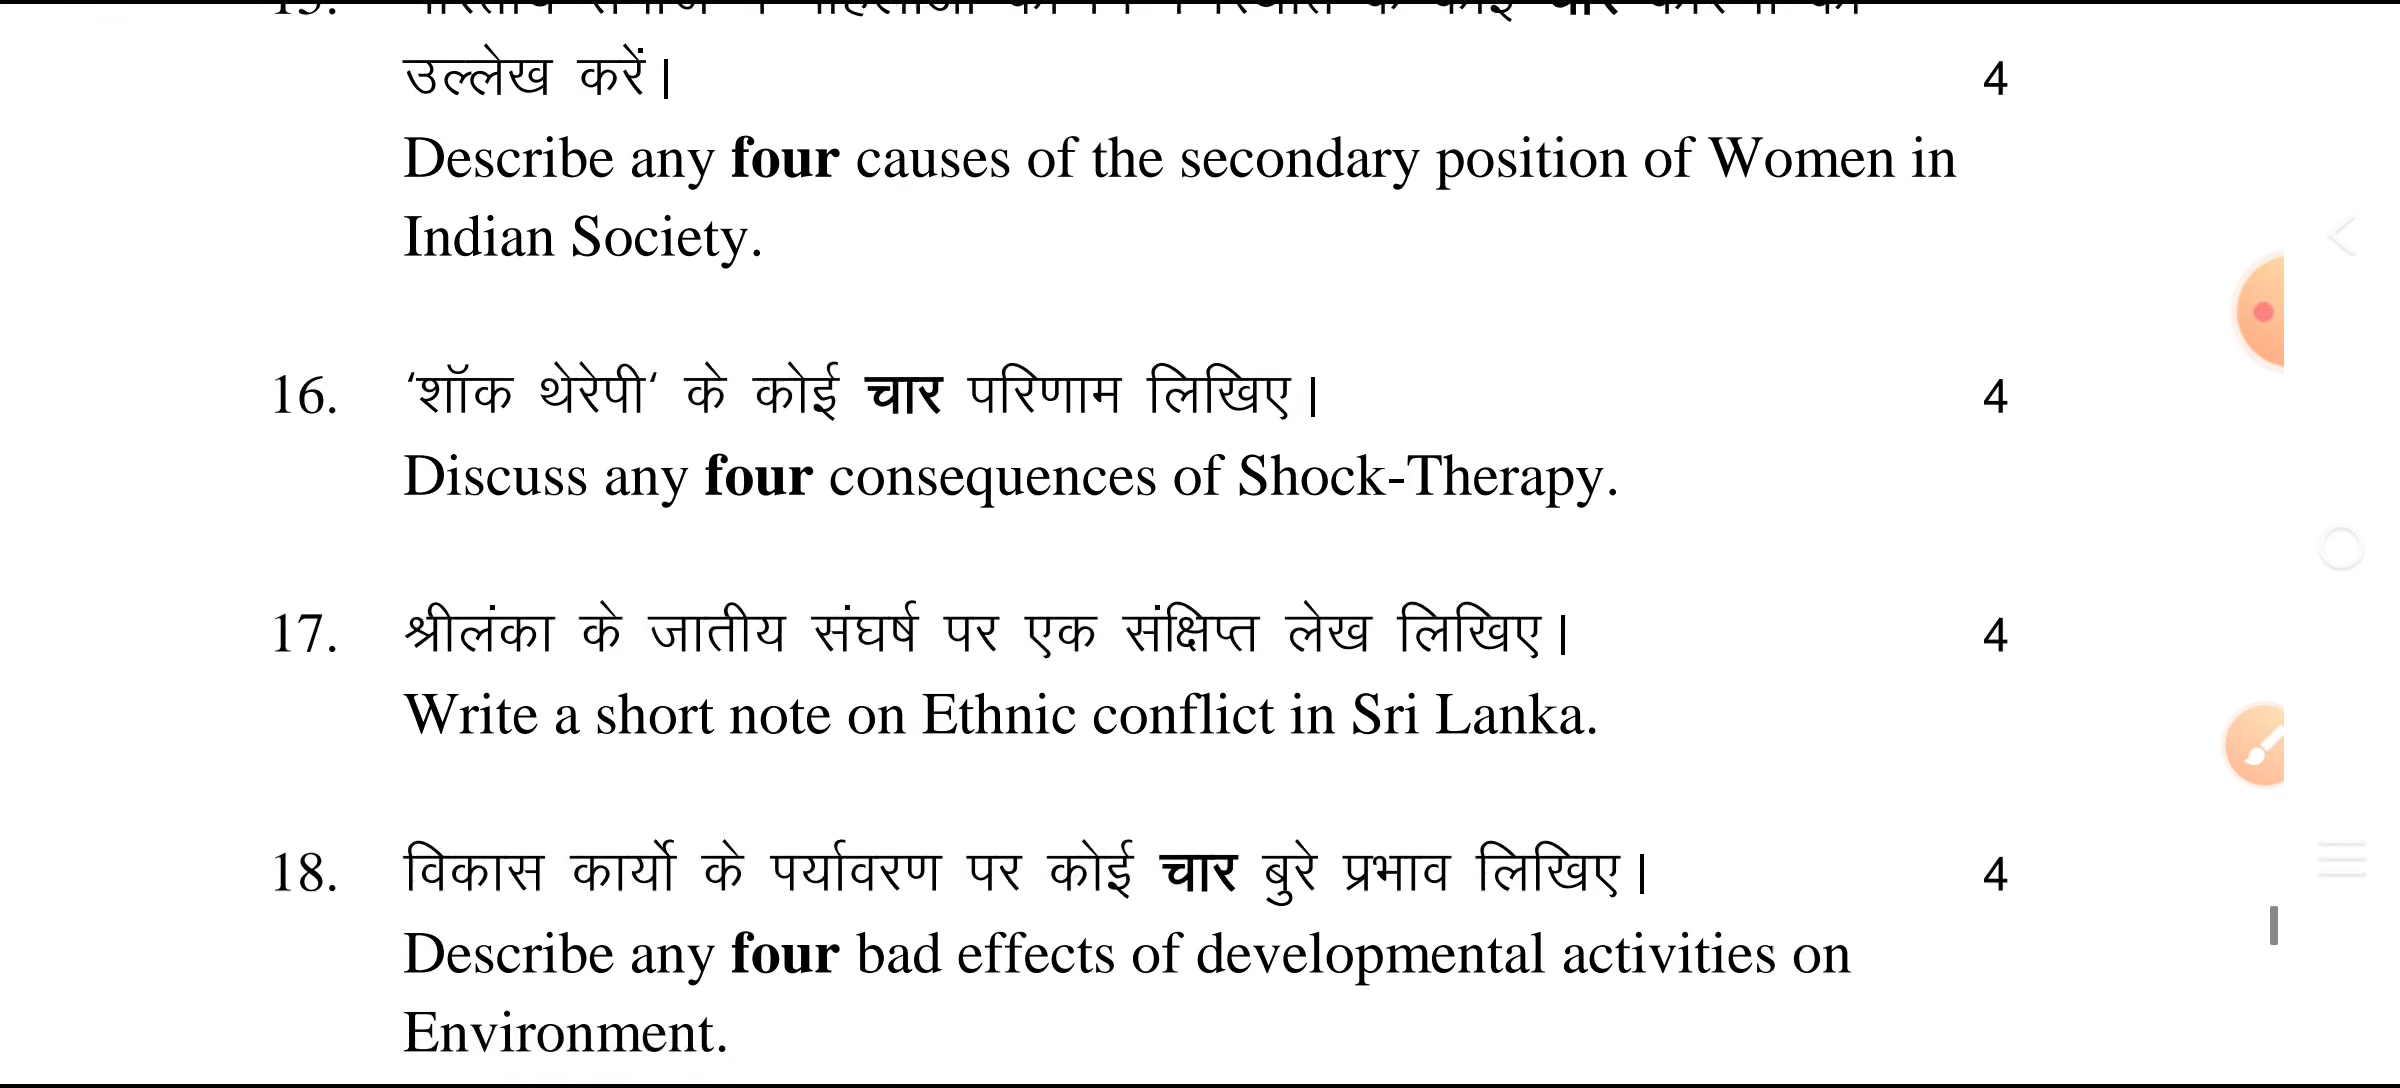 उल्लेख करें। 4
Describe any four causes of the secondary position of Women in
Indian Society.
16. ‘शॉक थेरेपी‘ के कोई चार परिणाम लिखिए। 4
Discuss any four consequences of Shock-Therapy.
17. श्रीलंका के जातीय संघर्ष पर एक संक्षिप्त लेख लिखिए। 4
Write a short note on Ethnic conflict in Sri Lanka.
18. विकास कार्यो के पर्यावरण पर कोई चार बुरे प्रभाव लिखिए। 4
Describe any four bad effects of developmental activities on
Environment.